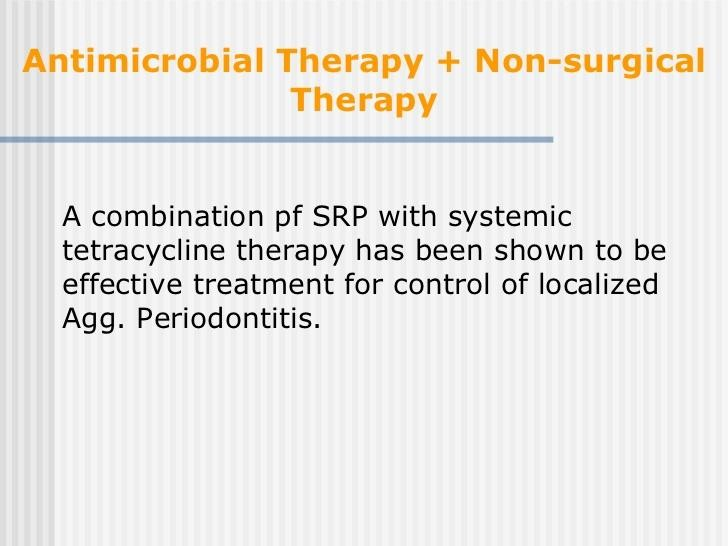 Antimicrobial Therapy + Non-surgical
Therapy
A combination pf SRP with systemic
tetracycline therapy has been shown to be
effective treatment for control of localized
Agg. Periodontitis.